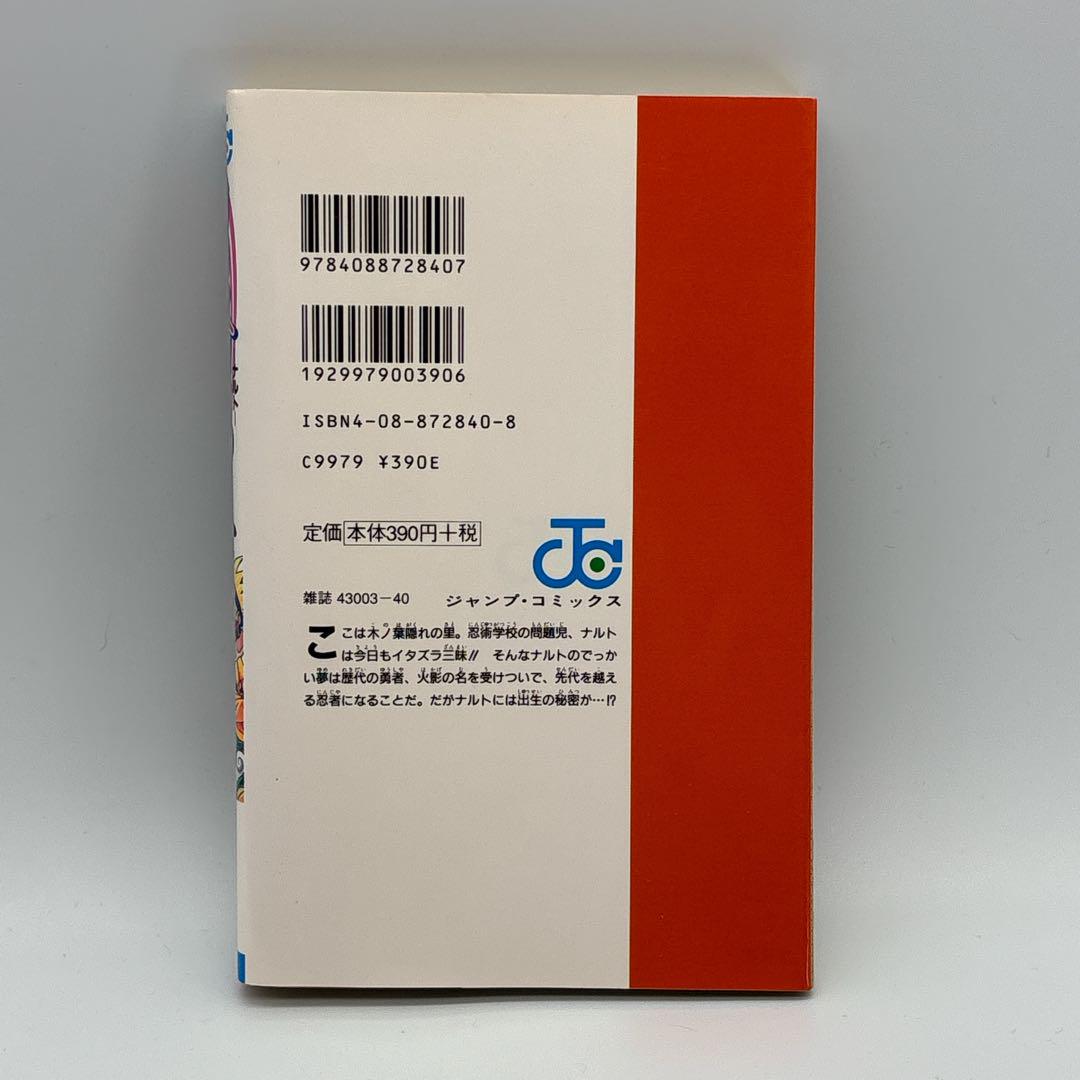 9784088728407
1929979003906
ISBN4-08-872840-8
C9979 ¥390E
定価 本体390円+税
雑誌 43003-40
ジャンプ・コミックス
ここは木ノ葉隠れの里。忍術学校の問題児、ナルト
は今日もイタズラ三昧!! そんなナルトのでっか
い夢は歴代の勇者、火影の名を受けついで、先代を越え
る忍者になることだ。だがナルトには出生の秘密が…!?